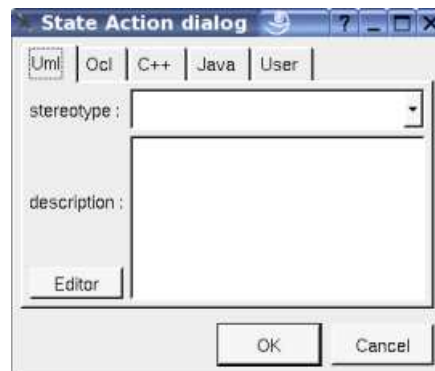 State Action dialog
Uml Ocl C++ Java User
stereotype :
description :
Editor
OK Cancel